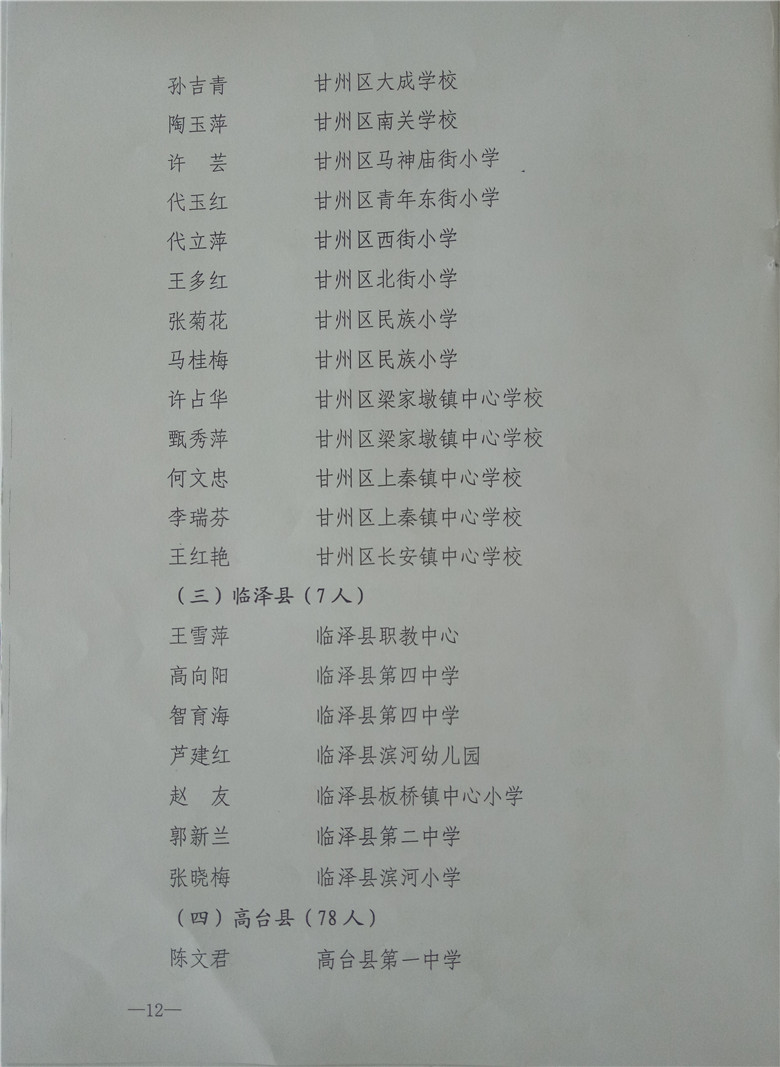 孙吉青 甘州区大成学校
陶玉萍 甘州区南关学校
许 芸 甘州区马神庙街小学
代玉红 甘州区青年东街小学
代立萍 甘州区西街小学
王多红 甘州区北街小学
张菊花 甘州区民族小学
马桂梅 甘州区民族小学
许占华 甘州区梁家墩镇中心学校
甄秀萍 甘州区梁家墩镇中心学校
何文忠 甘州区上秦镇中心学校
李瑞芬 甘州区上秦镇中心学校
王红艳 甘州区长安镇中心学校
（三）临泽县（7人）
王雪萍 临泽县职教中心
高向阳 临泽县第四中学
智育海 临泽县第四中学
芦建红 临泽县滨河幼儿园
赵 友 临泽县板桥镇中心小学
郭新兰 临泽县第二中学
张晓梅 临泽县滨河小学
（四）高台县（78人）
陈文君 高台县第一中学
—12—